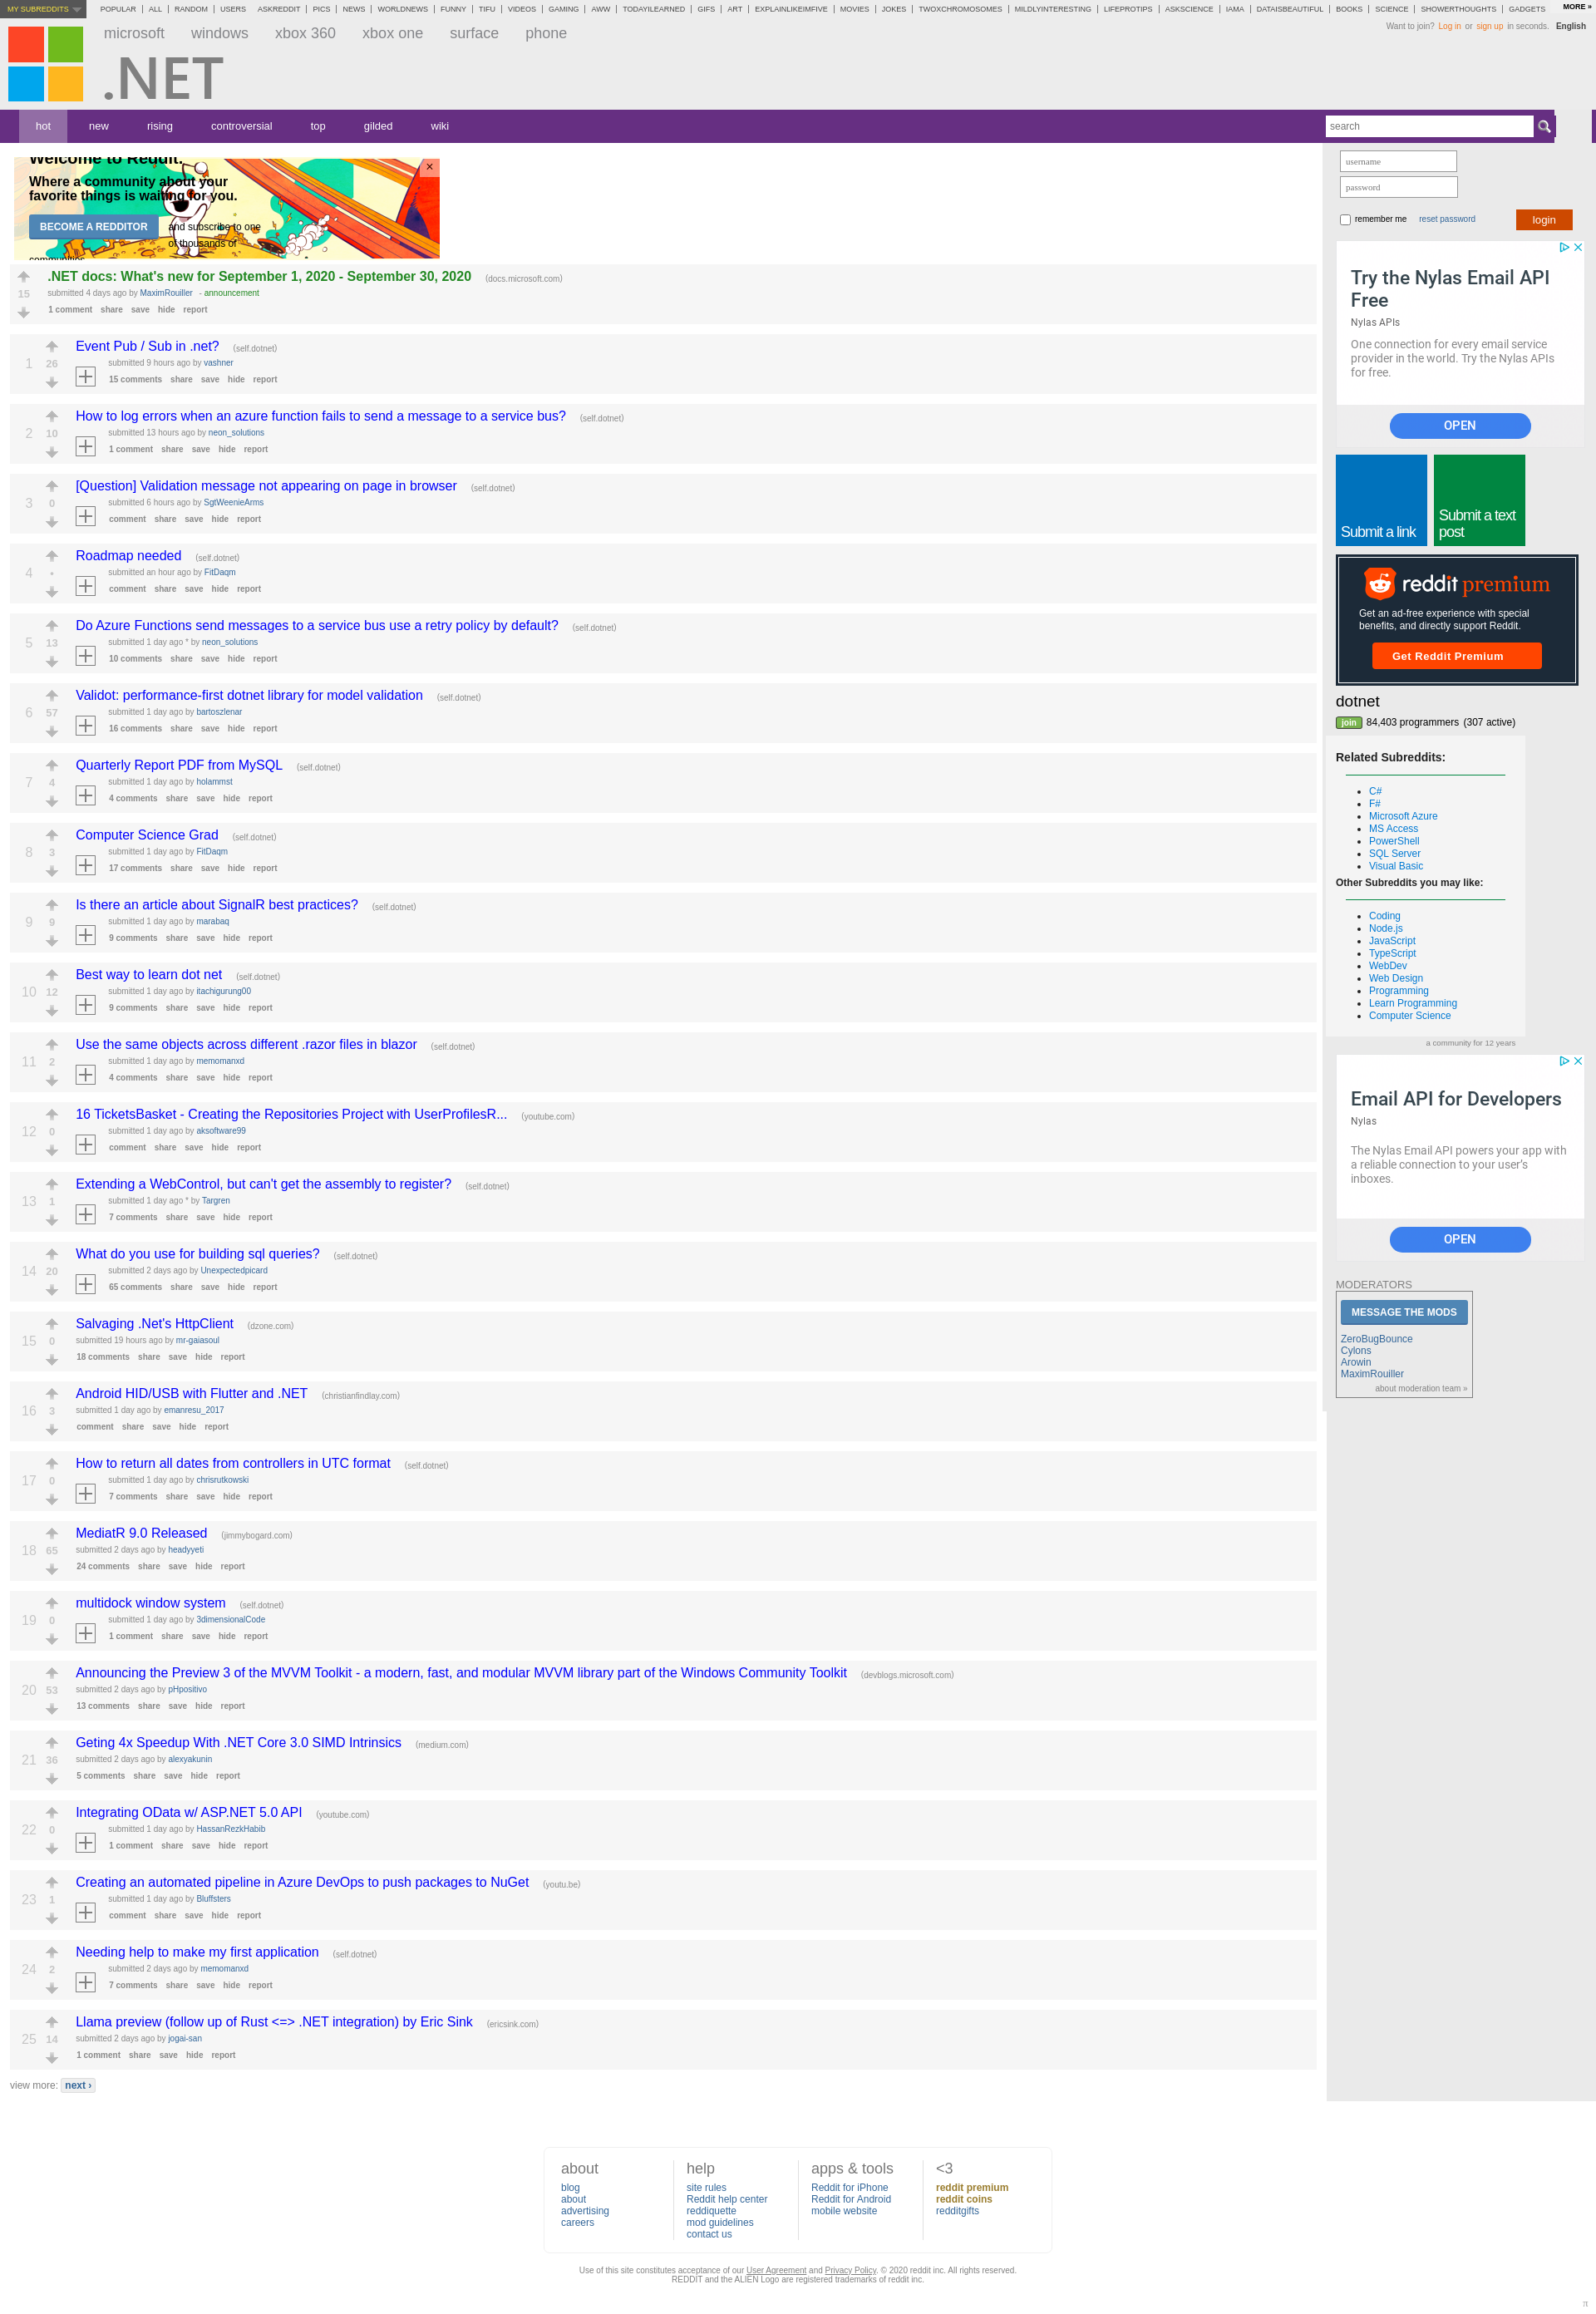 MY SUBREDDITS POPULAR | ALL | RANDOM | USERS ASKREDDIT | PICS | NEWS | WORLDNEWS | FUNNY | TIFU | VIDEOS | GAMING | AWW | TODAYILEARNED | GIFS | ART | EXPLAINLIKEIMFIVE | MOVIES | JOKES | TWOXCHROMOSOMES | MILDLYINTERESTING | LIFEPROTIPS | ASKSCIENCE | IAMA | DATAISBEAUTIFUL | BOOKS | SCIENCE | SHOWERTHOUGHTS | GADGETS MORE »
Want to join? Log in or sign up in seconds. English
microsoft windows xbox 360 xbox one surface phone
.NET
hot new rising controversial top gilded wiki
search
Welcome to Reddit.
Where a community about your
favorite things is waiting for you.
BECOME A REDDITOR
and subscribe to one
of thousands of
communities.
×
15
.NET docs: What's new for September 1, 2020 - September 30, 2020 (docs.microsoft.com)
submitted 4 days ago by MaximRouiller - announcement
1 comment share save hide report
1 26
Event Pub / Sub in .net? (self.dotnet)
submitted 9 hours ago by vashner
15 comments share save hide report
2 10
How to log errors when an azure function fails to send a message to a service bus? (self.dotnet)
submitted 13 hours ago by neon_solutions
1 comment share save hide report
3 0
[Question] Validation message not appearing on page in browser (self.dotnet)
submitted 6 hours ago by SgtWeenieArms
comment share save hide report
4 •
Roadmap needed (self.dotnet)
submitted an hour ago by FitDaqm
comment share save hide report
5 13
Do Azure Functions send messages to a service bus use a retry policy by default? (self.dotnet)
submitted 1 day ago * by neon_solutions
10 comments share save hide report
6 57
Validot: performance-first dotnet library for model validation (self.dotnet)
submitted 1 day ago by bartoszlenar
16 comments share save hide report
7 4
Quarterly Report PDF from MySQL (self.dotnet)
submitted 1 day ago by holammst
4 comments share save hide report
8 3
Computer Science Grad (self.dotnet)
submitted 1 day ago by FitDaqm
17 comments share save hide report
9 9
Is there an article about SignalR best practices? (self.dotnet)
submitted 1 day ago by marabaq
9 comments share save hide report
10 12
Best way to learn dot net (self.dotnet)
submitted 1 day ago by itachigurung00
9 comments share save hide report
11 2
Use the same objects across different .razor files in blazor (self.dotnet)
submitted 1 day ago by memomanxd
4 comments share save hide report
12 0
16 TicketsBasket - Creating the Repositories Project with UserProfilesR... (youtube.com)
submitted 1 day ago by aksoftware99
comment share save hide report
13 1
Extending a WebControl, but can't get the assembly to register? (self.dotnet)
submitted 1 day ago * by Targren
7 comments share save hide report
14 20
What do you use for building sql queries? (self.dotnet)
submitted 2 days ago by Unexpectedpicard
65 comments share save hide report
15 0
Salvaging .Net's HttpClient (dzone.com)
submitted 19 hours ago by mr-gaiasoul
18 comments share save hide report
16 3
Android HID/USB with Flutter and .NET (christianfindlay.com)
submitted 1 day ago by emanresu_2017
comment share save hide report
17 0
How to return all dates from controllers in UTC format (self.dotnet)
submitted 1 day ago by chrisrutkowski
7 comments share save hide report
18 65
MediatR 9.0 Released (jimmybogard.com)
submitted 2 days ago by headyyeti
24 comments share save hide report
19 0
multidock window system (self.dotnet)
submitted 1 day ago by 3dimensionalCode
1 comment share save hide report
20 53
Announcing the Preview 3 of the MVVM Toolkit - a modern, fast, and modular MVVM library part of the Windows Community Toolkit (devblogs.microsoft.com)
submitted 2 days ago by pHpositivo
13 comments share save hide report
21 36
Geting 4x Speedup With .NET Core 3.0 SIMD Intrinsics (medium.com)
submitted 2 days ago by alexyakunin
5 comments share save hide report
22 0
Integrating OData w/ ASP.NET 5.0 API (youtube.com)
submitted 1 day ago by HassanRezkHabib
1 comment share save hide report
23 1
Creating an automated pipeline in Azure DevOps to push packages to NuGet (youtu.be)
submitted 1 day ago by Bluffsters
comment share save hide report
24 2
Needing help to make my first application (self.dotnet)
submitted 2 days ago by memomanxd
7 comments share save hide report
25 14
Llama preview (follow up of Rust <=> .NET integration) by Eric Sink (ericsink.com)
submitted 2 days ago by jogai-san
1 comment share save hide report
view more: next ›
username
password
remember me reset password login
Try the Nylas Email API
Free
Nylas APIs
One connection for every email service
provider in the world. Try the Nylas APIs
for free.
OPEN
Submit a link
Submit a text
post
reddit premium
Get an ad-free experience with special
benefits, and directly support Reddit.
Get Reddit Premium
dotnet
join 84,403 programmers (307 active)
Related Subreddits:
C#
F#
Microsoft Azure
MS Access
PowerShell
SQL Server
Visual Basic
Other Subreddits you may like:
Coding
Node.js
JavaScript
TypeScript
WebDev
Web Design
Programming
Learn Programming
Computer Science
a community for 12 years
Email API for Developers
Nylas
The Nylas Email API powers your app with
a reliable connection to your user's
inboxes.
OPEN
MODERATORS
MESSAGE THE MODS
ZeroBugBounce
Cylons
Arowin
MaximRouiller
about moderation team »
about
blog
about
advertising
careers
help
site rules
Reddit help center
reddiquette
mod guidelines
contact us
apps & tools
Reddit for iPhone
Reddit for Android
mobile website
<3
reddit premium
reddit coins
redditgifts
Use of this site constitutes acceptance of our User Agreement and Privacy Policy. © 2020 reddit inc. All rights reserved.
REDDIT and the ALIEN Logo are registered trademarks of reddit inc.
π